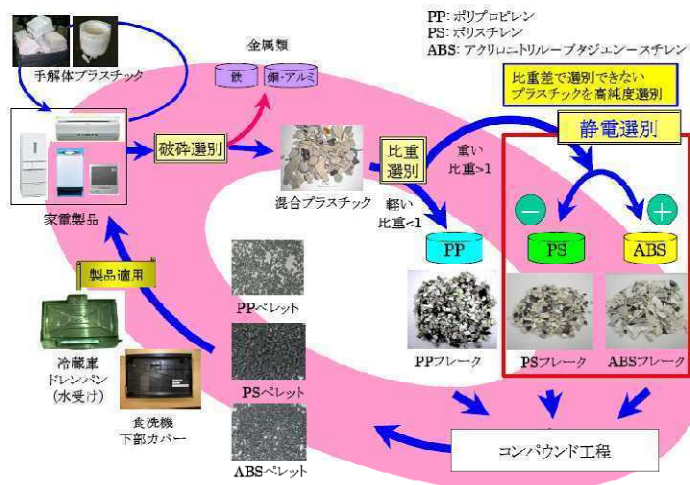 PP: ポリプロピレン
PS: ポリスチレン
ABS: アクリロニトリルーブタジエンースチレン
手解体プラスチック
金属類
鉄
銅・アルミ
比重差で選別できない
プラスチックを高純度選別
静電選別
破砕選別
比重
選別
重い
比重>1
軽い
比重<1
混合プラスチック
家電製品
−
+
PP
PS
ABS
製品適用
PPペレット
PPフレーク
PSフレーク
ABSフレーク
冷蔵庫
ドレンパン
(水受け)
PSペレット
食洗機
下部カバー
コンパウンド工程
ABSペレット